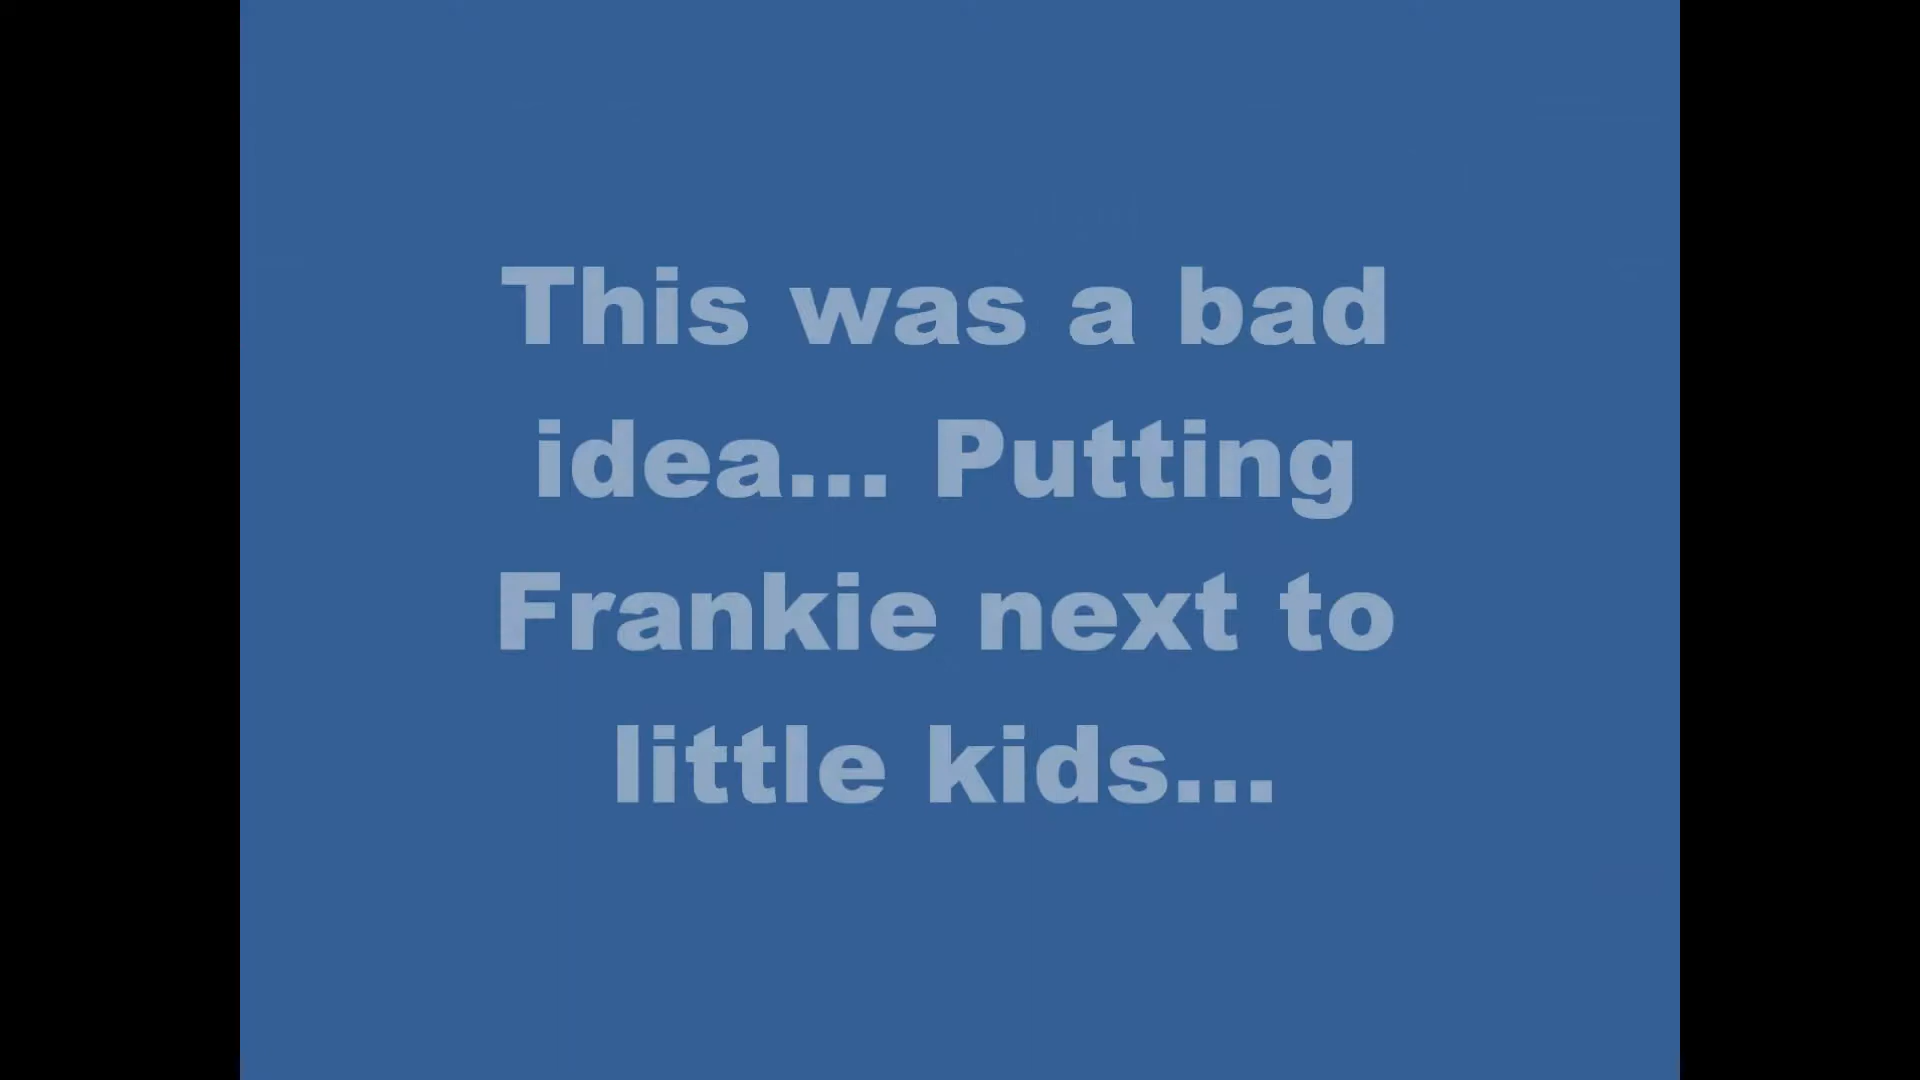 This was a bad
idea... Putting
Frankie next to
little kids...